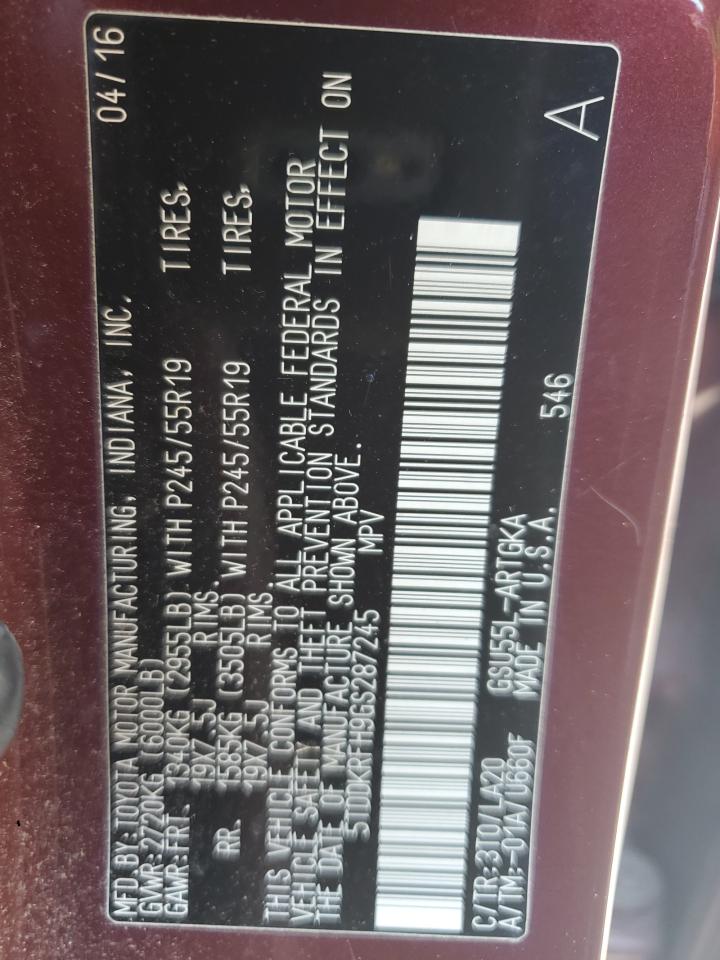 MFD.BY:TOYOTA MOTOR MANUFACTURING, INDIANA, INC. 04/16
GVWR:2720KG (6000LB)
GAWR:FRT. 1340KG (2955LB) WITH P245/55R19 TIRES,
19X7.5J RIMS,
RR. 1585KG (3505LB) WITH P245/55R19 TIRES,
19X7.5J RIMS
THIS VEHICLE CONFORMS TO ALL APPLICABLE FEDERAL MOTOR
VEHICLE SAFETY AND THEFT PREVENTION STANDARDS IN EFFECT ON
THE DATE OF MANUFACTURE SHOWN ABOVE.
5TDDKRFH9GS287245 MPV
C/TR:3T0/LA20 GSU55L-ARTGKA
A/TM:-01A/U660F MADE IN U.S.A. 546
A